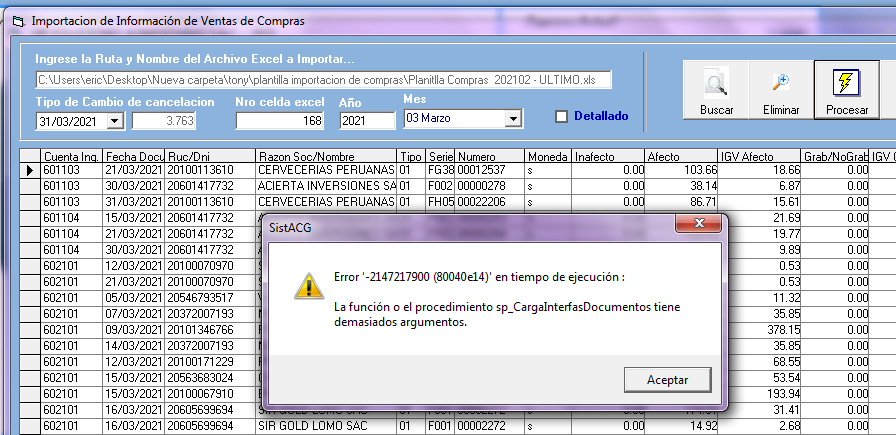 Importacion de Información de Ventas de Compras
Ingrese la Ruta y Nombre del Archivo Excel a Importar...
C:\Users\eric\Desktop\Nueva carpeta\tony\plantilla importacion de compras\Planitlla Compras 202102 - ULTIMO.xls
Tipo de Cambio de cancelacion Nro celda excel Año Mes
31/03/2021 3.763 168 2021 03 Marzo Detallado
Buscar Eliminar Procesar
Cuenta Ing. Fecha Docu Ruc/Dni Razon Soc/Nombre Tipo Serie Numero Moneda Inafecto Afecto IGV Afecto Grab/NoGrab IGV
601103 21/03/2021 20100113610 CERVECERIAS PERUANAS 01 FG38 00012537 s 0.00 103.66 18.66 0.00
601103 30/03/2021 20601417732 ACIERTA INVERSIONES SA 01 F002 00000278 s 0.00 38.14 6.87 0.00
601103 31/03/2021 20100113610 CERVECERIAS PERUANAS 01 FH05 00022206 s 0.00 86.71 15.61 0.00
601104 15/03/2021 20601417732 21.69 0.00
601104 21/03/2021 20601417732 19.77 0.00
601104 30/03/2021 20601417732 9.89 0.00
602101 12/03/2021 20100070970 0.53 0.00
602101 21/03/2021 20100070970 0.53 0.00
602101 05/03/2021 20546793517 11.32 0.00
602101 07/03/2021 20372007193 35.85 0.00
602101 09/03/2021 20101346766 378.15 0.00
602101 14/03/2021 20372007193 35.85 0.00
602101 12/03/2021 20100171229 68.55 0.00
602101 15/03/2021 20563683024 53.54 0.00
602101 15/03/2021 20100067910 193.94 0.00
602101 16/03/2021 20605699694 SIR GOLD LOMO SAC 01 F001 31.41 0.00
602101 16/03/2021 20605699694 SIR GOLD LOMO SAC 01 F001 00002272 s 0.00 14.92 2.68 0.00
SistACG
Error '-2147217900 (80040e14)' en tiempo de ejecución :
La función o el procedimiento sp_CargaInterfasDocumentos tiene
demasiados argumentos.
Aceptar